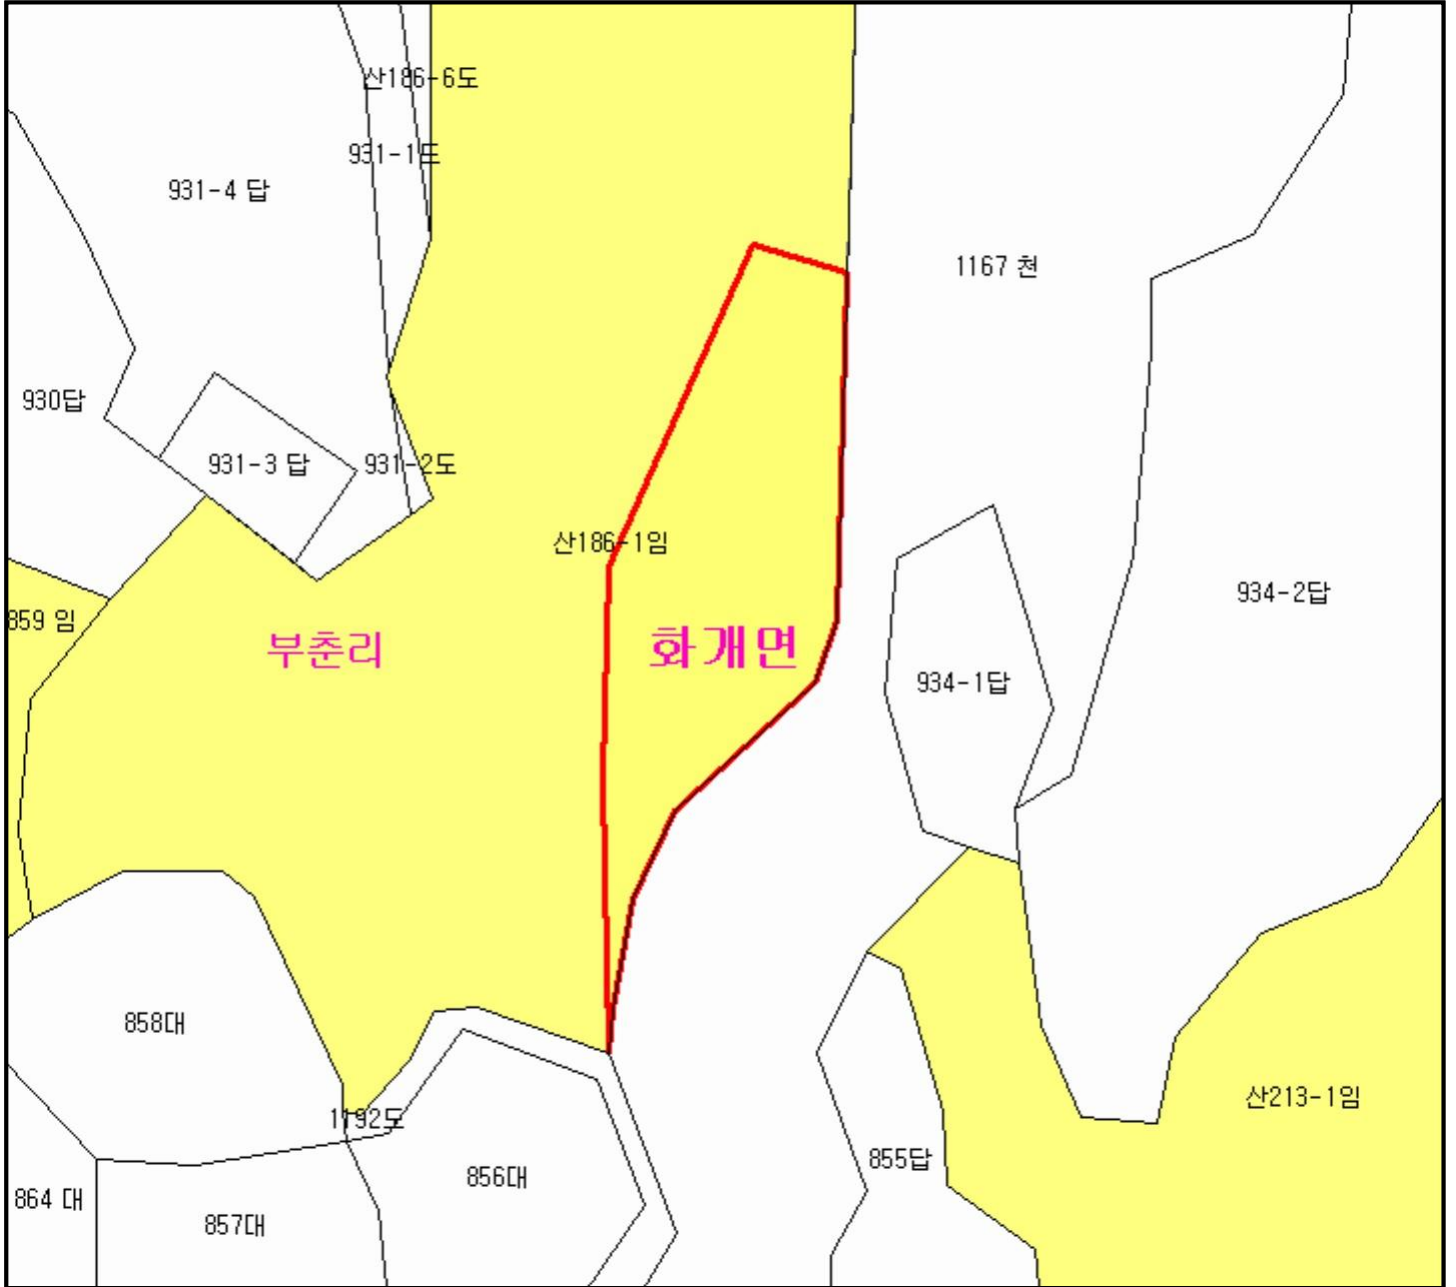 산186-6도
931-1도
931-4 답
1167 천
930답
931-3 답
931-2도
산186-1임
934-2답
859 임
부춘리
화개면
934-1답
858대
산213-1임
1192도
855답
856대
864 대
857대